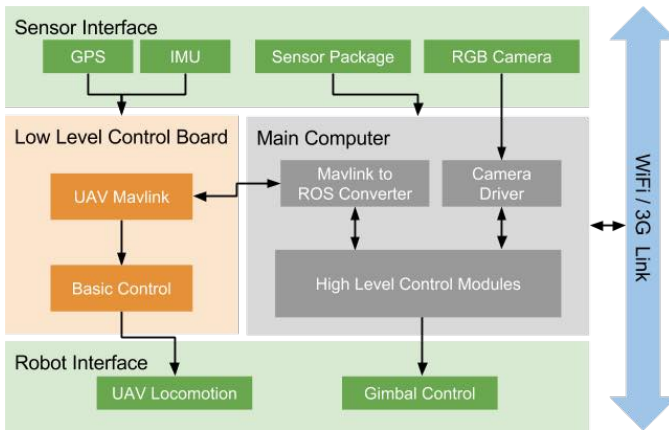 Sensor Interface
GPS
IMU
Sensor Package
RGB Camera
Low Level Control Board
UAV Mavlink
Basic Control
Main Computer
Mavlink to
ROS Converter
Camera
Driver
High Level Control Modules
Robot Interface
UAV Locomotion
Gimbal Control
WiFi / 3G Link